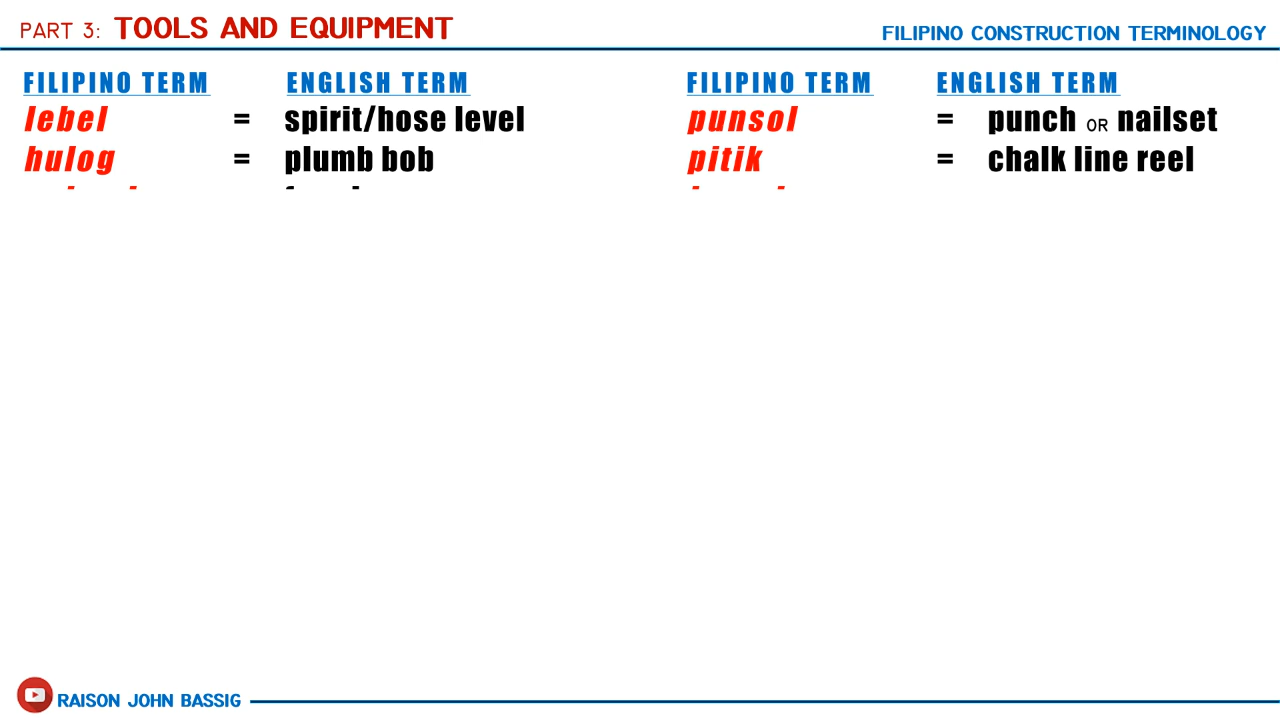 PART 3: TOOLS AND EQUIPMENT
FILIPINO CONSTRUCTION TERMINOLOGY
FILIPINO TERM ENGLISH TERM
lebel = spirit/hose level
hulog = plumb bob
FILIPINO TERM ENGLISH TERM
punsol = punch OR nailset
pitik = chalk line reel
RAISON JOHN BASSIG